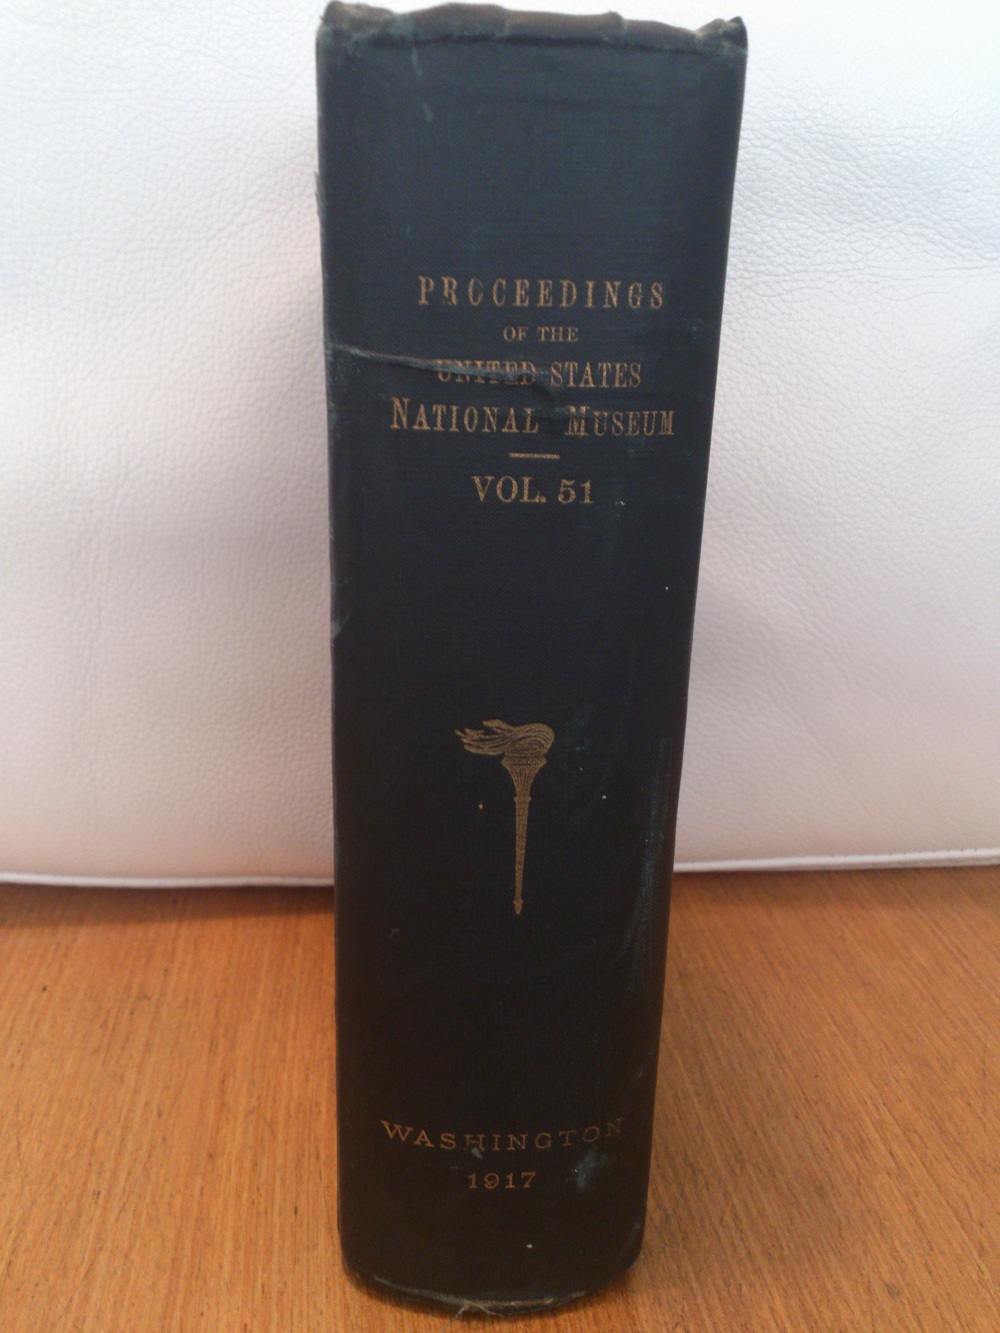 PROCEEDINGS
OF THE
UNITED STATES
NATIONAL MUSEUM
VOL. 51
WASHINGTON
1917